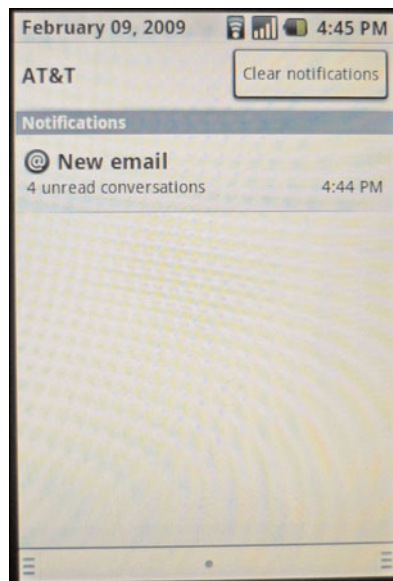 February 09, 2009 4:45 PM
AT&T Clear notifications
Notifications
@ New email
4 unread conversations 4:44 PM